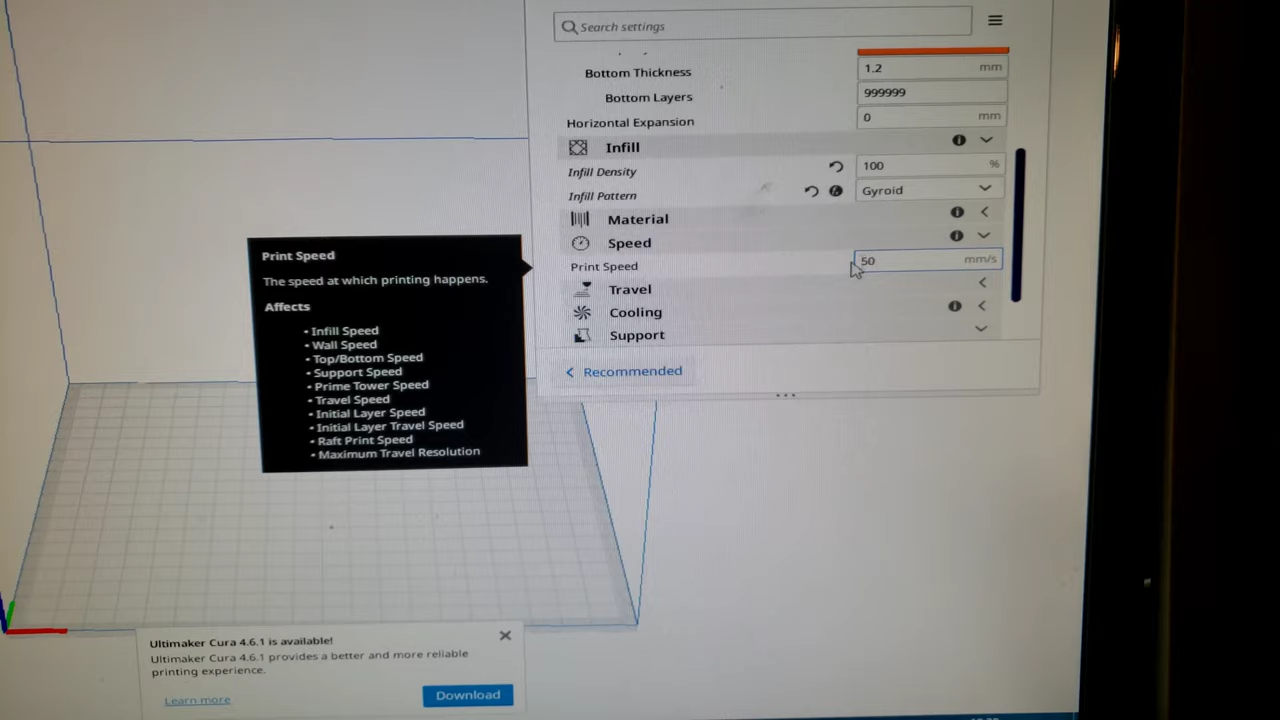 Search settings
Bottom Thickness 1.2 mm
Bottom Layers 999999
Horizontal Expansion 0 mm
Infill
Infill Density 100 %
Infill Pattern Gyroid
Material
Speed
Print Speed 50 mm/s
Travel
Cooling
Support
Recommended
Print Speed
The speed at which printing happens.
Affects
• Infill Speed
• Wall Speed
• Top/Bottom Speed
• Support Speed
• Prime Tower Speed
• Travel Speed
• Initial Layer Speed
• Initial Layer Travel Speed
• Raft Print Speed
• Maximum Travel Resolution
Ultimaker Cura 4.6.1 is available!
Ultimaker Cura 4.6.1 provides a better and more reliable
printing experience.
Learn more
Download